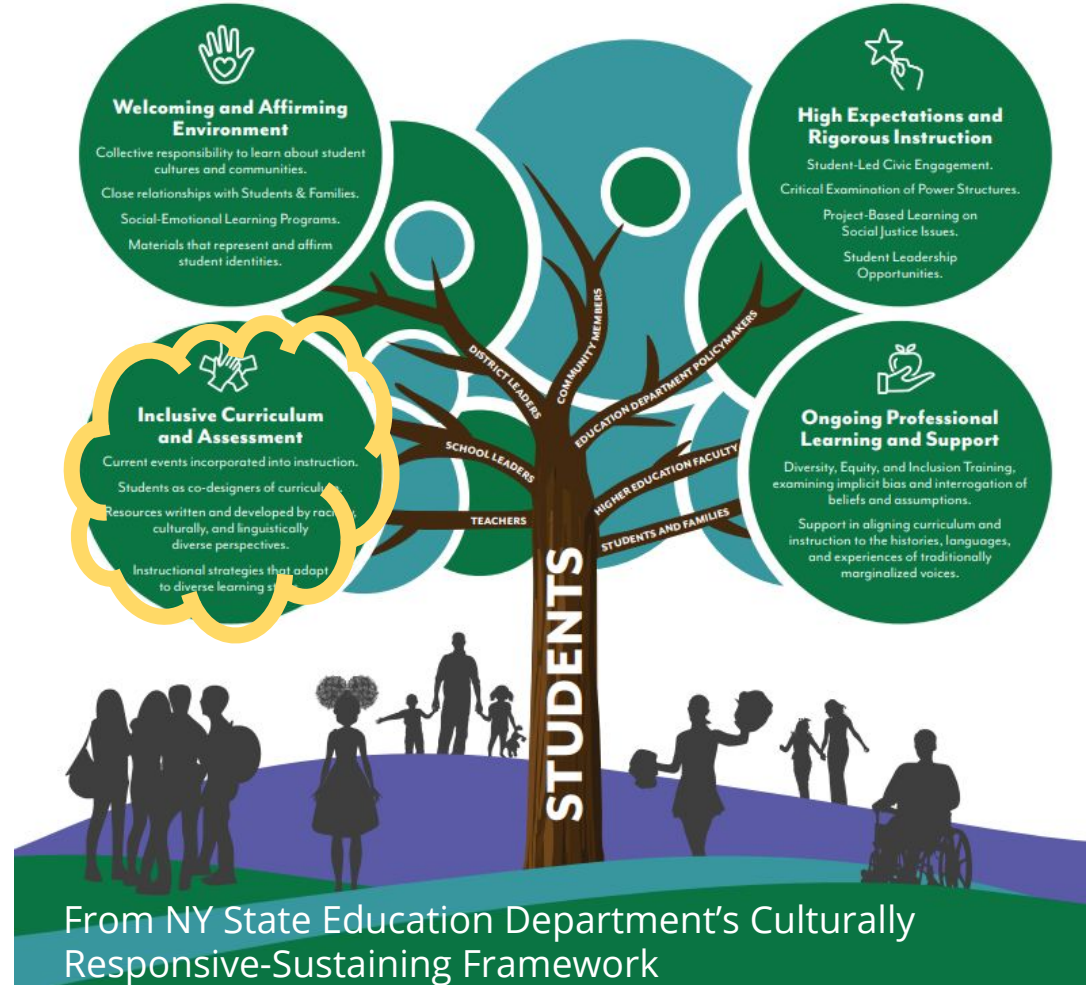 Welcoming and Affirming
Environment
Collective responsibility to learn about student
cultures and communities.
Close relationships with Students & Families.
Social-Emotional Learning Programs.
Materials that represent and affirm
student identities.
High Expectations and
Rigorous Instruction
Student-Led Civic Engagement.
Critical Examination of Power Structures.
Project-Based Learning on
Social Justice Issues.
Student Leadership
Opportunities.
Inclusive Curriculum
and Assessment
Current events incorporated into instruction.
Students as co-designers of curriculum.
Resources written and developed by
culturally, and linguistically
diverse perspectives.
Instructional strategies that adapt
to diverse learning
Ongoing Professional
Learning and Support
Diversity, Equity, and Inclusion Training,
examining implicit bias and interrogation of
beliefs and assumptions.
Support in aligning curriculum and
instruction to the histories, languages,
and experiences of traditionally
marginalized voices.
DISTRICT LEADERS
COMMUNITY MEMBERS
EDUCATION DEPARTMENT POLICYMAKERS
SCHOOL LEADERS
HIGHER EDUCATION FACULTY
TEACHERS
STUDENTS AND FAMILIES
STUDENTS
From NY State Education Department’s Culturally
Responsive-Sustaining Framework